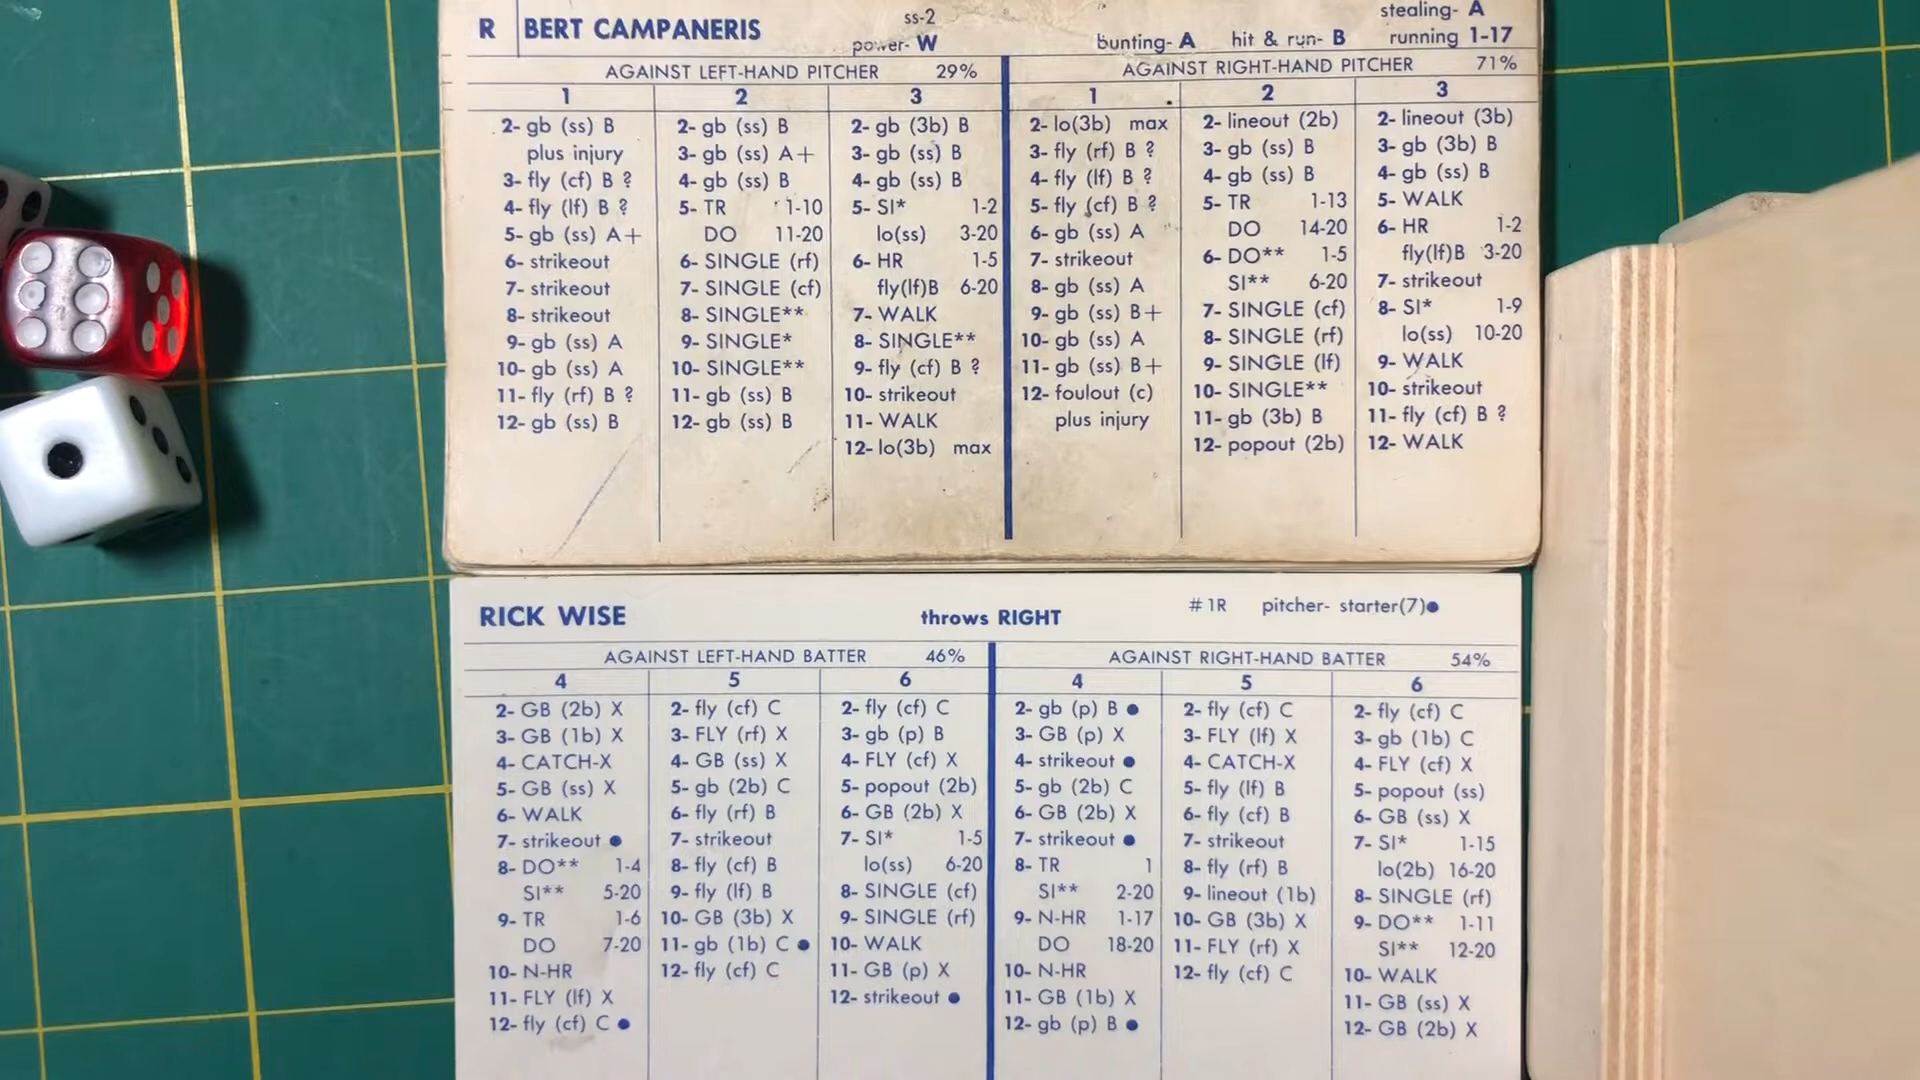 R BERT CAMPANERIS ss-2 power- W bunting- A hit & run- B stealing- A running 1-17
AGAINST LEFT-HAND PITCHER 29%
1 2 3
2- gb (ss) B
plus injury
3- fly (cf) B ?
4- fly (lf) B ?
5- gb (ss) A+
6- strikeout
7- strikeout
8- strikeout
9- gb (ss) A
10- gb (ss) A
11- fly (rf) B ?
12- gb (ss) B
2- gb (ss) B
3- gb (ss) A+
4- gb (ss) B
5- TR 1-10
DO 11-20
6- SINGLE (rf)
7- SINGLE (cf)
8- SINGLE**
9- SINGLE*
10- SINGLE**
11- gb (ss) B
12- gb (ss) B
2- gb (3b) B
3- gb (ss) B
4- gb (ss) B
5- SI* 1-2
lo(ss) 3-20
6- HR 1-5
fly(lf)B 6-20
7- WALK
8- SINGLE**
9- fly (cf) B ?
10- strikeout
11- WALK
12- lo(3b) max
AGAINST RIGHT-HAND PITCHER 71%
1 2 3
2- lo(3b) max
3- fly (rf) B ?
4- fly (lf) B ?
5- fly (cf) B ?
6- gb (ss) A
7- strikeout
8- gb (ss) A
9- gb (ss) B+
10- gb (ss) A
11- gb (ss) B+
12- foulout (c)
plus injury
2- lineout (2b)
3- gb (ss) B
4- gb (ss) B
5- TR 1-13
DO 14-20
6- DO** 1-5
SI** 6-20
7- SINGLE (cf)
8- SINGLE (rf)
9- SINGLE (lf)
10- SINGLE**
11- gb (3b) B
12- popout (2b)
2- lineout (3b)
3- gb (3b) B
4- gb (ss) B
5- WALK
6- HR 1-2
fly(lf)B 3-20
7- strikeout
8- SI* 1-9
lo(ss) 10-20
9- WALK
10- strikeout
11- fly (cf) B ?
12- WALK
RICK WISE throws RIGHT #1R pitcher- starter(7)●
AGAINST LEFT-HAND BATTER 46%
4 5 6
2- GB (2b) X
3- GB (1b) X
4- CATCH-X
5- GB (ss) X
6- WALK
7- strikeout ●
8- DO** 1-4
SI** 5-20
9- TR 1-6
DO 7-20
10- N-HR
11- FLY (lf) X
12- fly (cf) C ●
2- fly (cf) C
3- FLY (rf) X
4- GB (ss) X
5- gb (2b) C
6- fly (rf) B
7- strikeout
8- fly (cf) B
9- fly (lf) B
10- GB (3b) X
11- gb (1b) C ●
12- fly (cf) C
2- fly (cf) C
3- gb (p) B
4- FLY (cf) X
5- popout (2b)
6- GB (2b) X
7- SI* 1-5
lo(ss) 6-20
8- SINGLE (cf)
9- SINGLE (rf)
10- WALK
11- GB (p) X
12- strikeout ●
AGAINST RIGHT-HAND BATTER 54%
4 5 6
2- gb (p) B ●
3- GB (p) X
4- strikeout ●
5- gb (2b) C
6- GB (2b) X
7- strikeout ●
8- TR 1
SI** 2-20
9- N-HR 1-17
DO 18-20
10- N-HR
11- GB (1b) X
12- gb (p) B ●
2- fly (cf) C
3- FLY (lf) X
4- CATCH-X
5- fly (lf) B
6- fly (cf) B
7- strikeout
8- fly (rf) B
9- lineout (1b)
10- GB (3b) X
11- FLY (rf) X
12- fly (cf) C
2- fly (cf) C
3- gb (1b) C
4- FLY (cf) X
5- popout (ss)
6- GB (ss) X
7- SI* 1-15
lo(2b) 16-20
8- SINGLE (rf)
9- DO** 1-11
SI** 12-20
10- WALK
11- GB (ss) X
12- GB (2b) X